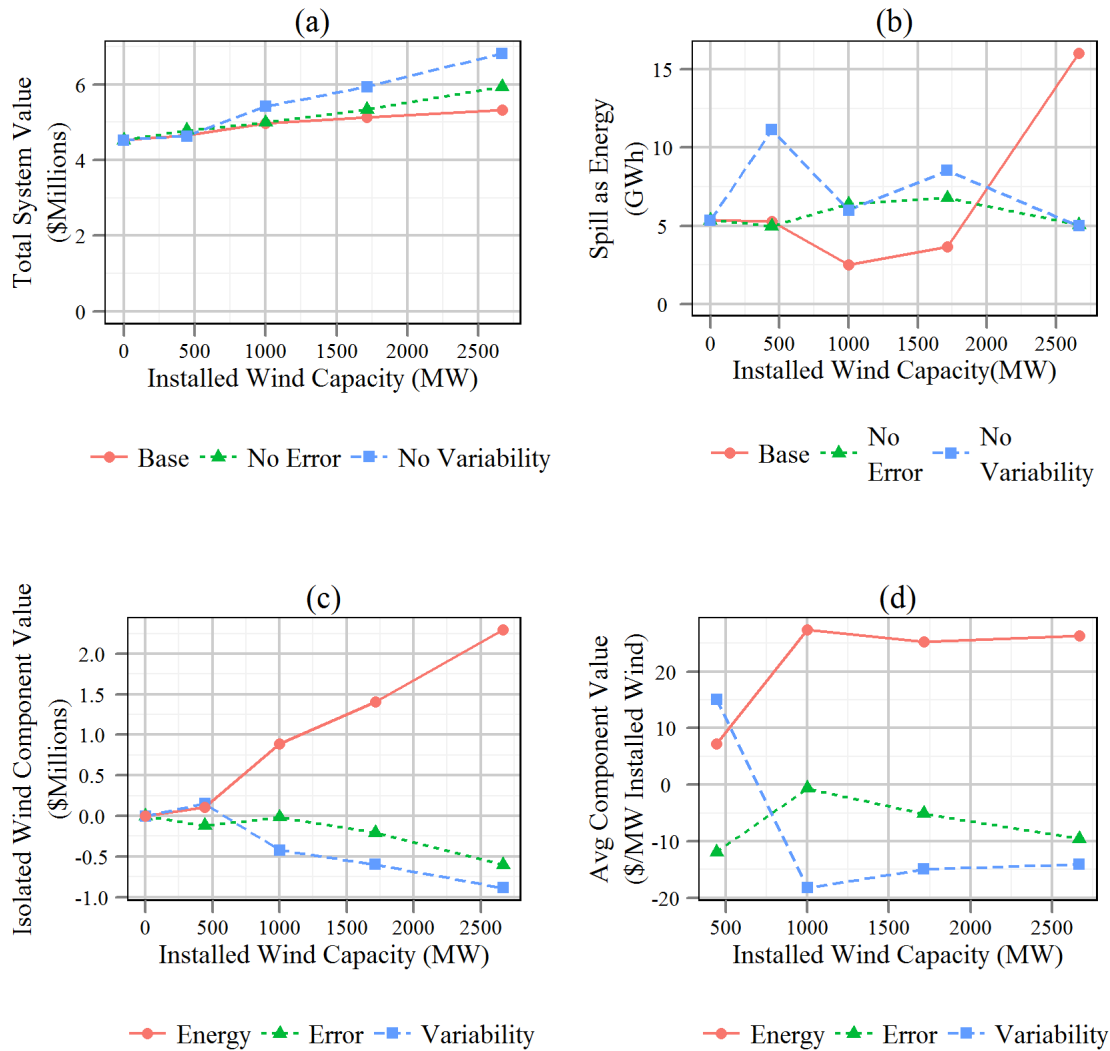 (a)
Total System Value
($Millions)
6
4
2
0
0 500 1000 1500 2000 2500
Installed Wind Capacity (MW)
Base No Error No Variability
(b)
Spill as Energy
(GWh)
15
10
5
0
0 500 1000 1500 2000 2500
Installed Wind Capacity(MW)
Base No Error No Variability
(c)
Isolated Wind Component Value
($Millions)
2.0
1.5
1.0
0.5
0.0
-0.5
-1.0
0 500 1000 1500 2000 2500
Installed Wind Capacity (MW)
Energy Error Variability
(d)
Avg Component Value
($/MW Installed Wind)
20
10
0
-10
-20
500 1000 1500 2000 2500
Installed Wind Capacity (MW)
Energy Error Variability